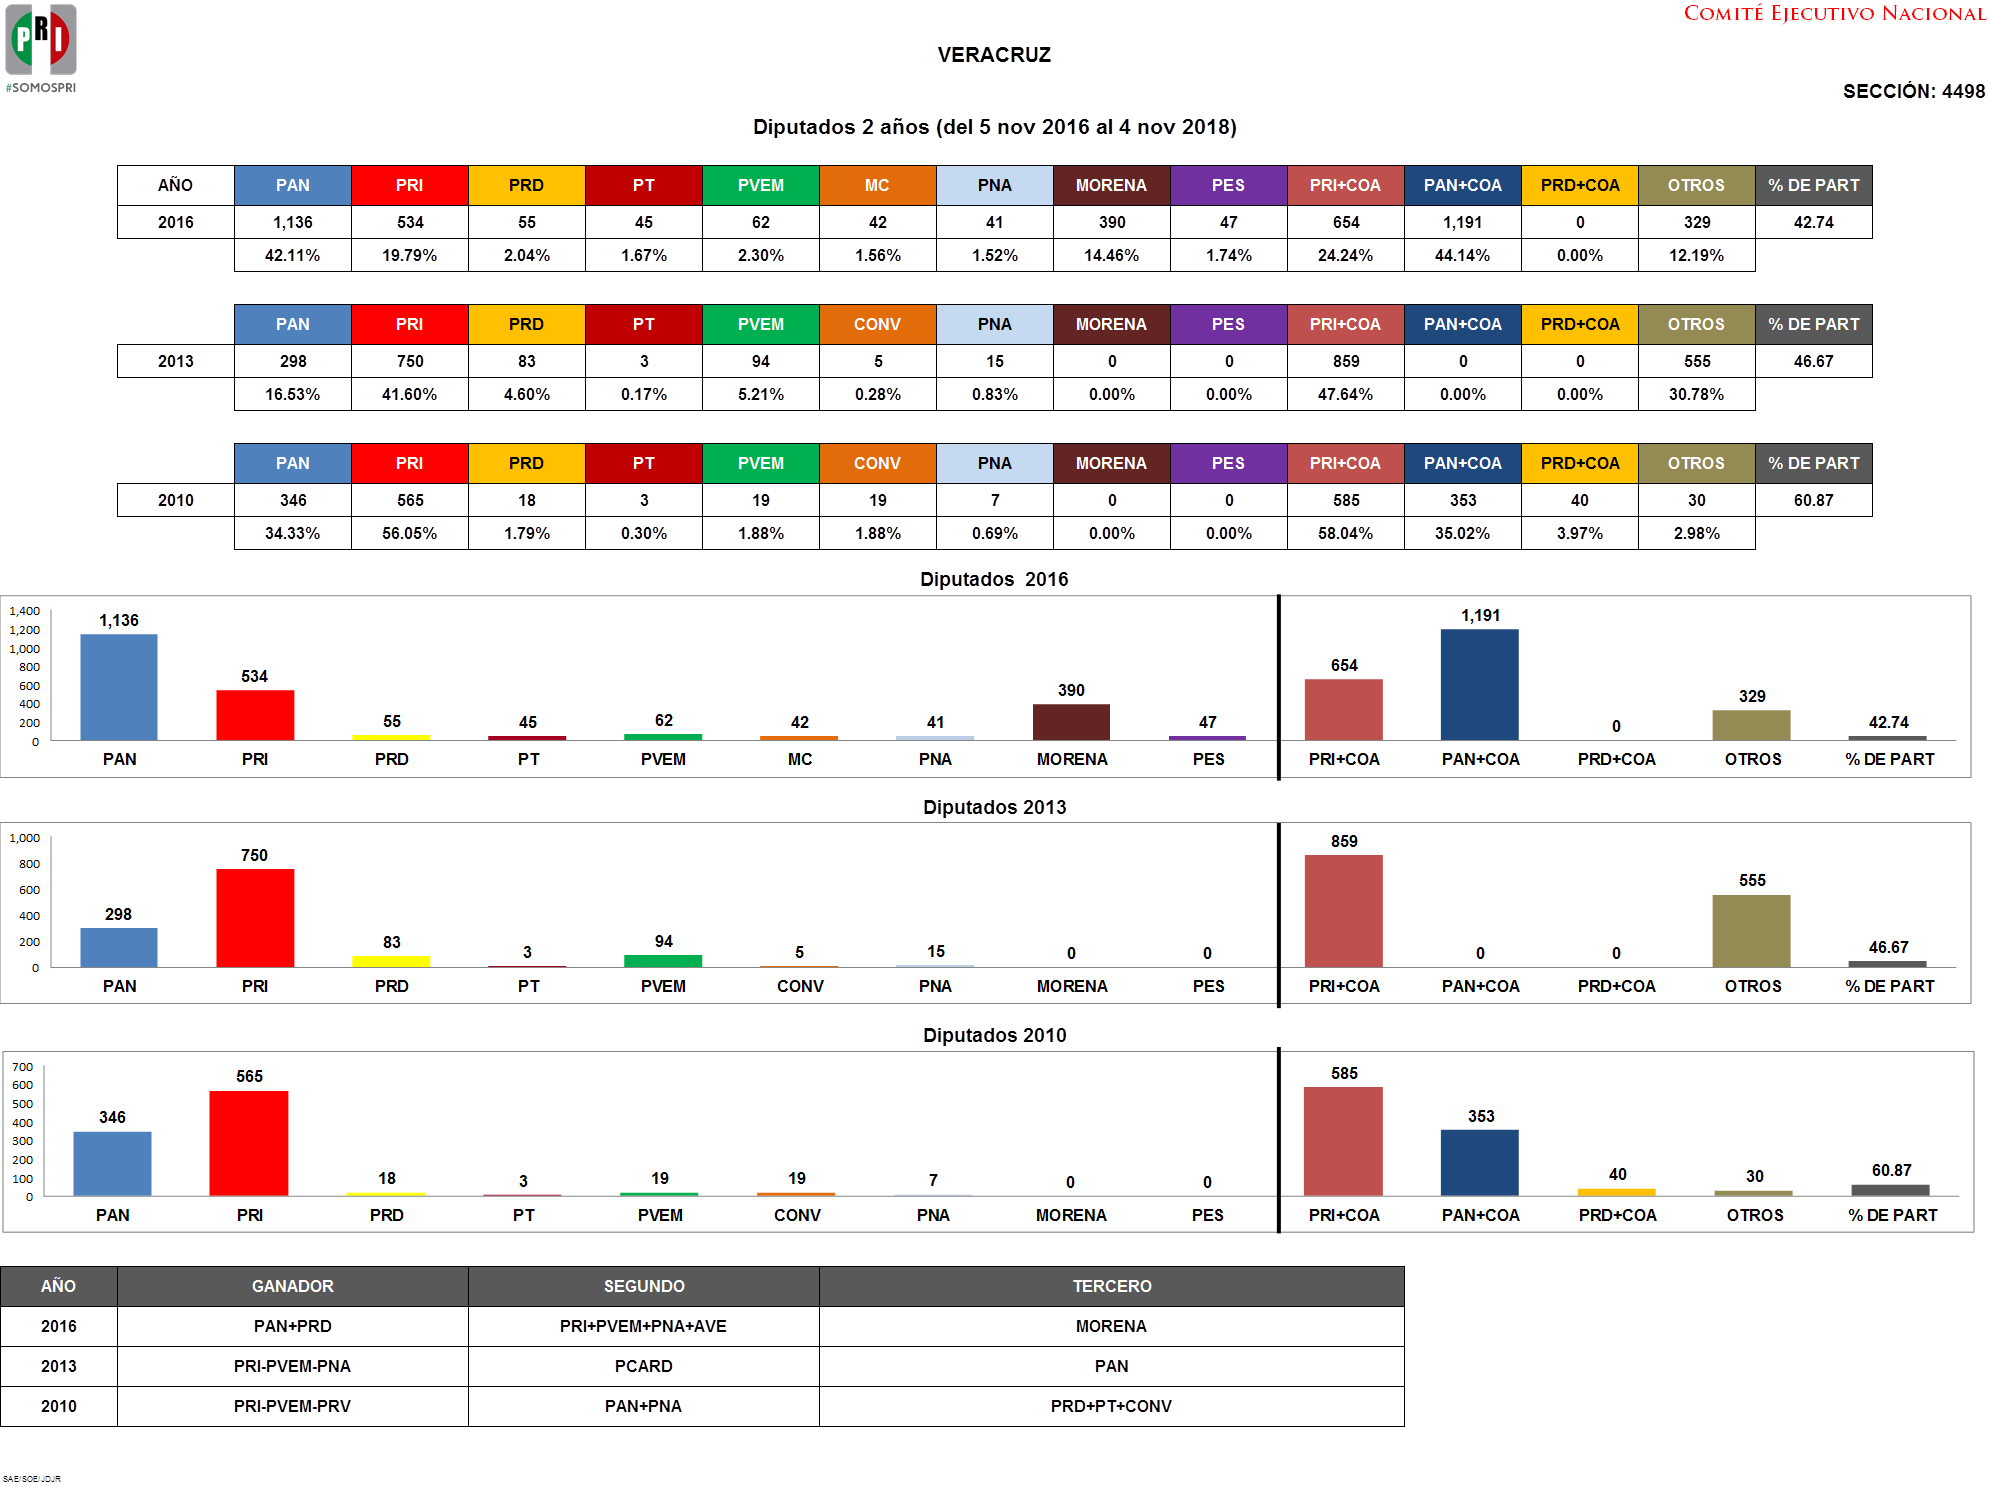 PRI
#SOMOSPRI
COMITÉ EJECUTIVO NACIONAL
VERACRUZ
SECCIÓN: 4498
Diputados 2 años (del 5 nov 2016 al 4 nov 2018)
AÑO PAN PRI PRD PT PVEM MC PNA MORENA PES PRI+COA PAN+COA PRD+COA OTROS % DE PART
2016 1,136 534 55 45 62 42 41 390 47 654 1,191 0 329 42.74
42.11% 19.79% 2.04% 1.67% 2.30% 1.56% 1.52% 14.46% 1.74% 24.24% 44.14% 0.00% 12.19%
PAN PRI PRD PT PVEM CONV PNA MORENA PES PRI+COA PAN+COA PRD+COA OTROS % DE PART
2013 298 750 83 3 94 5 15 0 0 859 0 0 555 46.67
16.53% 41.60% 4.60% 0.17% 5.21% 0.28% 0.83% 0.00% 0.00% 47.64% 0.00% 0.00% 30.78%
PAN PRI PRD PT PVEM CONV PNA MORENA PES PRI+COA PAN+COA PRD+COA OTROS % DE PART
2010 346 565 18 3 19 19 7 0 0 585 353 40 30 60.87
34.33% 56.05% 1.79% 0.30% 1.88% 1.88% 0.69% 0.00% 0.00% 58.04% 35.02% 3.97% 2.98%
Diputados 2016
1,400
1,200
1,000
800
600
400
200
0
1,136 534 55 45 62 42 41 390 47 654 1,191 0 329 42.74
PAN PRI PRD PT PVEM MC PNA MORENA PES PRI+COA PAN+COA PRD+COA OTROS % DE PART
Diputados 2013
1,000
800
600
400
200
0
298 750 83 3 94 5 15 0 0 859 0 0 555 46.67
PAN PRI PRD PT PVEM CONV PNA MORENA PES PRI+COA PAN+COA PRD+COA OTROS % DE PART
Diputados 2010
700
600
500
400
300
200
100
0
346 565 18 3 19 19 7 0 0 585 353 40 30 60.87
PAN PRI PRD PT PVEM CONV PNA MORENA PES PRI+COA PAN+COA PRD+COA OTROS % DE PART
AÑO GANADOR SEGUNDO TERCERO
2016 PAN+PRD PRI+PVEM+PNA+AVE MORENA
2013 PRI-PVEM-PNA PCARD PAN
2010 PRI-PVEM-PRV PAN+PNA PRD+PT+CONV
SAE/SOE/JDJR